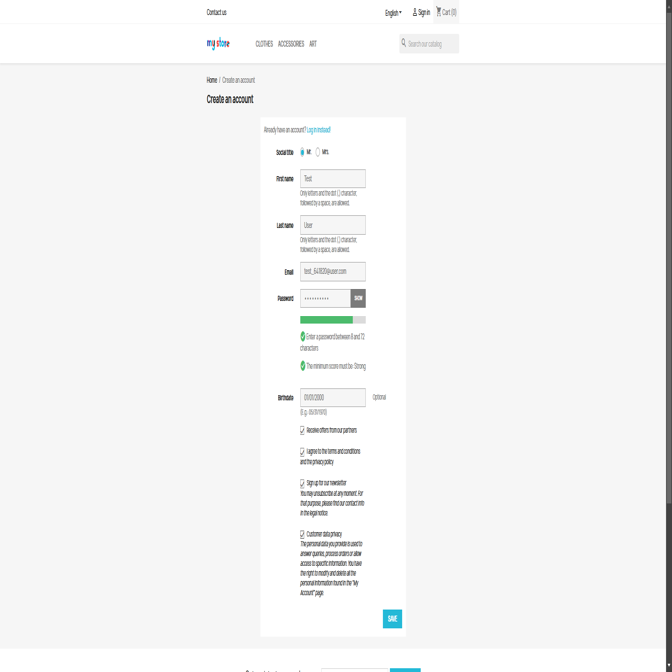 Contact us
English
Sign in
Cart (0)
my store
CLOTHES ACCESSORIES ART
Search our catalog
Home / Create an account
Create an account
Already have an account? Log in instead!
Social title Mr. Mrs.
First name Test
Only letters and the dot (.) character,
followed by a space, are allowed.
Last name User
Only letters and the dot (.) character,
followed by a space, are allowed.
Email test_641820@user.com
Password SHOW
Enter a password between 8 and 72
characters
The minimum score must be: Strong
Birthdate 01/01/2000 Optional
(E.g.: 05/31/1970)
Receive offers from our partners
I agree to the terms and conditions
and the privacy policy
Sign up for our newsletter
You may unsubscribe at any moment. For
that purpose, please find our contact info
in the legal notice.
Customer data privacy
The personal data you provide is used to
answer queries, process orders or allow
access to specific information. You have
the right to modify and delete all the
personal information found in the "My
Account" page.
SAVE